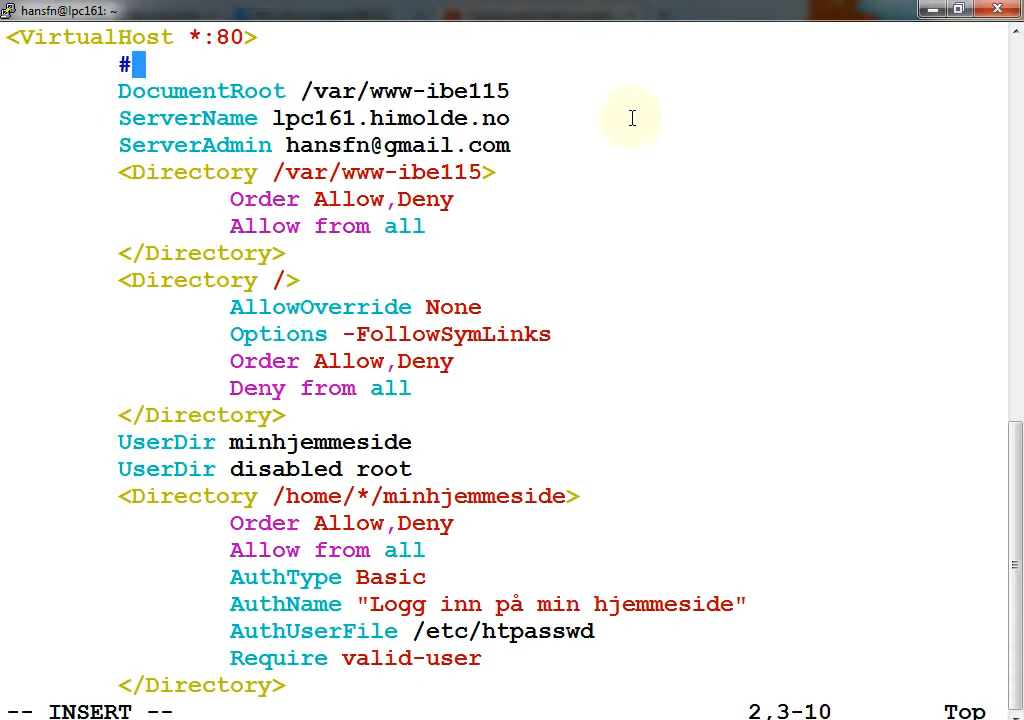 hansfn@lpc161: ~
<VirtualHost *:80>
#
DocumentRoot /var/www-ibe115
ServerName lpc161.himolde.no
ServerAdmin hansfn@gmail.com
<Directory /var/www-ibe115>
Order Allow,Deny
Allow from all
</Directory>
<Directory />
AllowOverride None
Options -FollowSymLinks
Order Allow,Deny
Deny from all
</Directory>
UserDir minhjemmeside
UserDir disabled root
<Directory /home/*/minhjemmeside>
Order Allow,Deny
Allow from all
AuthType Basic
AuthName "Logg inn på min hjemmeside"
AuthUserFile /etc/htpasswd
Require valid-user
</Directory>
-- INSERT -- 2,3-10 Top